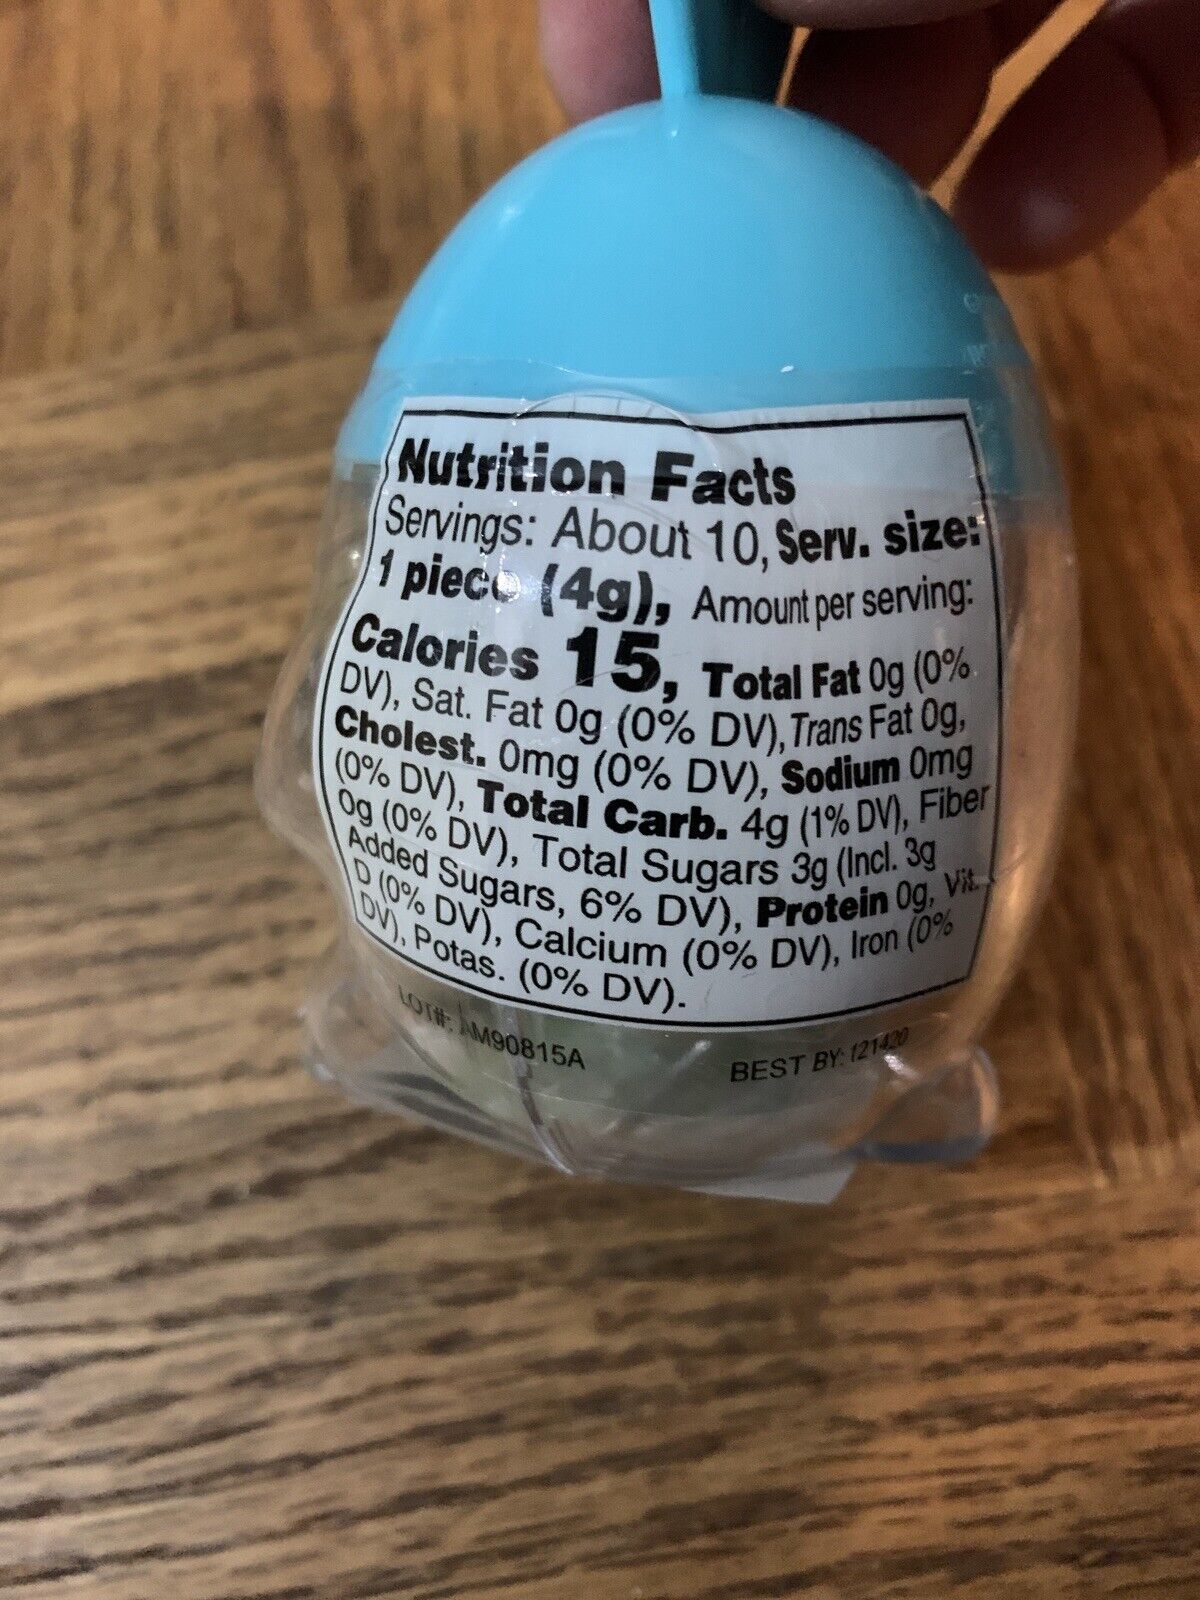 Nutrition Facts
Servings: About 10, Serv. size:
1 piece (4g), Amount per serving:
Calories 15, Total Fat 0g (0%
DV), Sat. Fat 0g (0% DV), Trans Fat 0g,
Cholest. 0mg (0% DV), Sodium 0mg
(0% DV), Total Carb. 4g (1% DV), Fiber
0g (0% DV), Total Sugars 3g (Incl. 3g
Added Sugars, 6% DV), Protein 0g, Vit.
D (0% DV), Calcium (0% DV), Iron (0%
DV), Potas. (0% DV).
LOT#: AM90815A
BEST BY: 121420